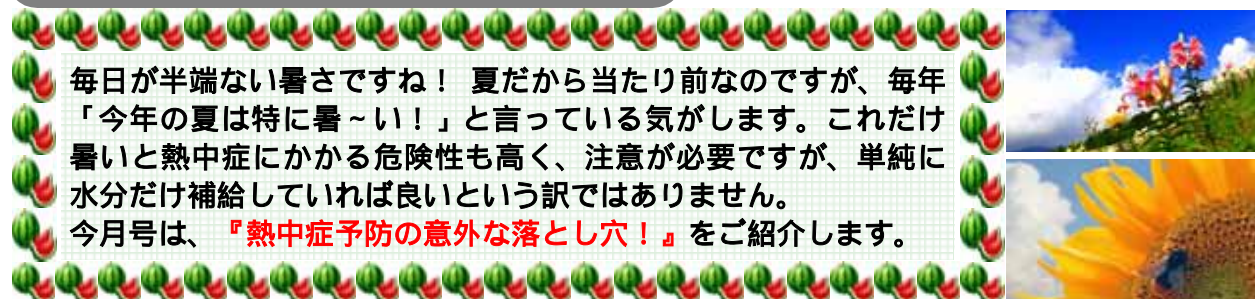 毎日が半端ない暑さですね！ 夏だから当たり前なのですが、毎年
「今年の夏は特に暑～い！」と言っている気がします。これだけ
暑いと熱中症にかかる危険性も高く、注意が必要ですが、単純に
水分だけ補給していれば良いという訳ではありません。
今月号は、『熱中症予防の意外な落とし穴！』をご紹介します。